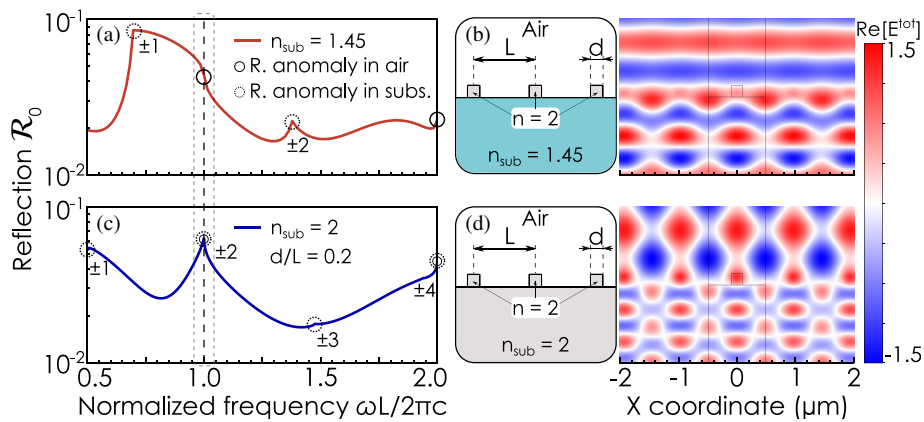 Reflection R₀
10⁻¹
10⁻²
(a)
±1
±2
n_sub = 1.45
R. anomaly in air
R. anomaly in subs.
(b)
Air
L
d
n = 2
n_sub = 1.45
Re[E^tot]
1.5
-1.5
10⁻¹
10⁻²
(c)
±1
±2
±3
±4
n_sub = 2
d/L = 0.2
(d)
Air
L
d
n = 2
n_sub = 2
0.5 1.0 1.5 2.0
Normalized frequency ωL/2πc
-2 -1 0 1 2
X coordinate (µm)